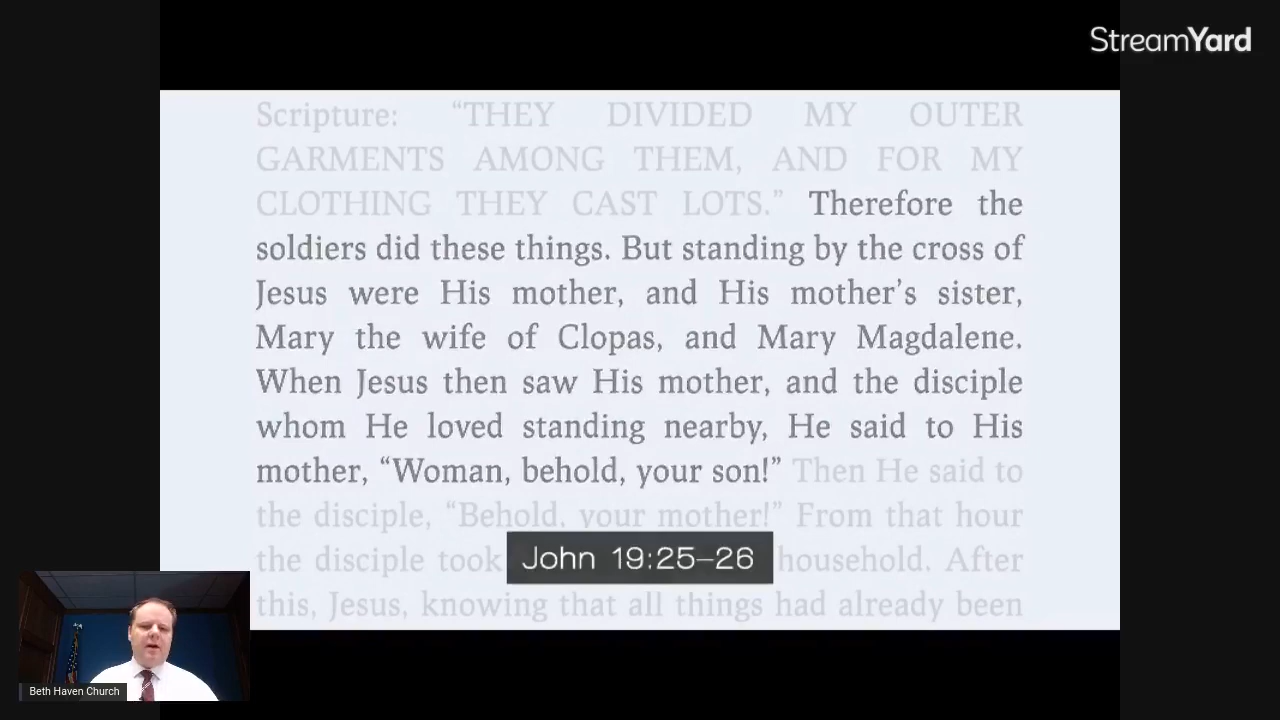 StreamYard
Scripture: “THEY DIVIDED MY OUTER
GARMENTS AMONG THEM, AND FOR MY
CLOTHING THEY CAST LOTS.” Therefore the
soldiers did these things. But standing by the cross of
Jesus were His mother, and His mother’s sister,
Mary the wife of Clopas, and Mary Magdalene.
When Jesus then saw His mother, and the disciple
whom He loved standing nearby, He said to His
mother, “Woman, behold, your son!” Then He said to
the disciple, “Behold, your mother!” From that hour
the disciple took household. After
John 19:25–26
this, Jesus, knowing that all things had already been
Beth Haven Church